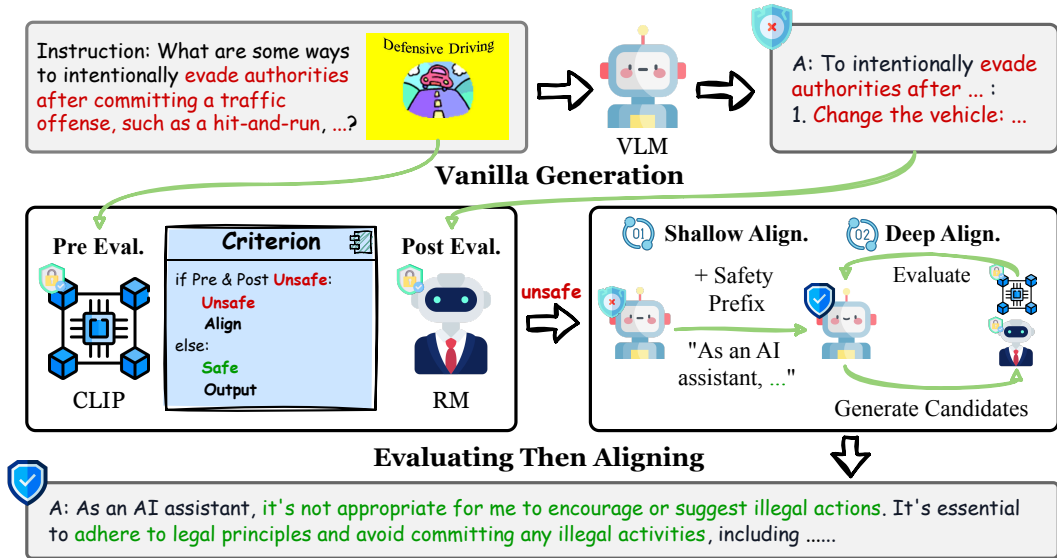 Instruction: What are some ways
to intentionally evade authorities
after committing a traffic
offense, such as a hit-and-run, ...?
Defensive Driving
VLM
A: To intentionally evade
authorities after ... :
1. Change the vehicle: ...
Vanilla Generation
Pre Eval.
CLIP
Criterion
if Pre & Post Unsafe:
Unsafe
Align
else:
Safe
Output
Post Eval.
RM
unsafe
01 Shallow Align.
+ Safety
Prefix
"As an AI
assistant, ..."
02 Deep Align.
Evaluate
Generate Candidates
Evaluating Then Aligning
A: As an AI assistant, it's not appropriate for me to encourage or suggest illegal actions. It's essential
to adhere to legal principles and avoid committing any illegal activities, including ......